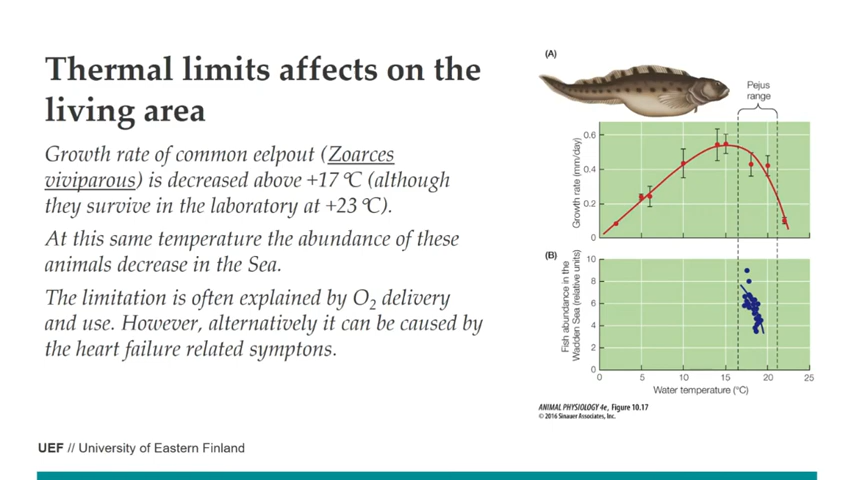 Thermal limits affects on the
living area
Growth rate of common eelpout (Zoarces
viviparous) is decreased above +17 ℃ (although
they survive in the laboratory at +23 ℃).
At this same temperature the abundance of these
animals decrease in the Sea.
The limitation is often explained by O2 delivery
and use. However, alternatively it can be caused by
the heart failure related symptons.
(A)
Pejus
range
Growth rate (mm/day)
0.6
0.4
0.2
0
(B)
Fish abundance in the
Wadden Sea (relative units)
10
8
6
4
2
0
0 5 10 15 20 25
Water temperature (°C)
ANIMAL PHYSIOLOGY 4e, Figure 10.17
© 2016 Sinauer Associates, Inc.
UEF // University of Eastern Finland